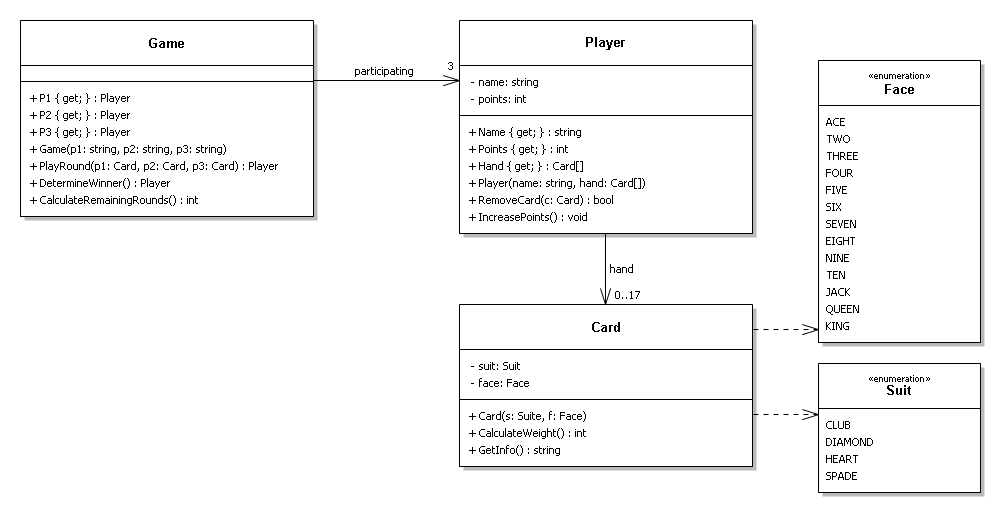 Game
+ P1 { get; } : Player
+ P2 { get; } : Player
+ P3 { get; } : Player
+ Game(p1: string, p2: string, p3: string)
+ PlayRound(p1: Card, p2: Card, p3: Card) : Player
+ DetermineWinner() : Player
+ CalculateRemainingRounds() : int
participating
3
Player
- name: string
- points: int
+ Name { get; } : string
+ Points { get; } : int
+ Hand { get; } : Card[]
+ Player(name: string, hand: Card[])
+ RemoveCard(c: Card) : bool
+ IncreasePoints() : void
hand
0..17
Card
- suit: Suit
- face: Face
+ Card(s: Suite, f: Face)
+ CalculateWeight() : int
+ GetInfo() : string
«enumeration»
Face
ACE
TWO
THREE
FOUR
FIVE
SIX
SEVEN
EIGHT
NINE
TEN
JACK
QUEEN
KING
«enumeration»
Suit
CLUB
DIAMOND
HEART
SPADE